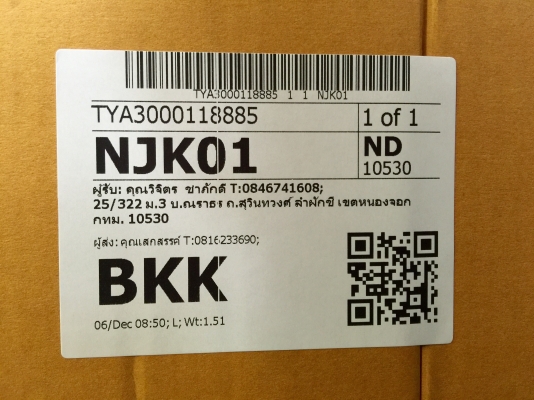 TYA3000118885 1 1 NJK01
TYA3000118885
1 of 1
NJK01
ND
10530
ผู้รับ: คุณวิจิตร ชาภักดี T:0846741608;
25/322 ม.3 บ.ณราธร ถ.สุวินทวงศ์ ลำผักชี เขตหนองจอก
กทม. 10530
ผู้ส่ง: คุณเสกสรรค์ T:0816233690;
BKK
06/Dec 08:50; L; Wt:1.51